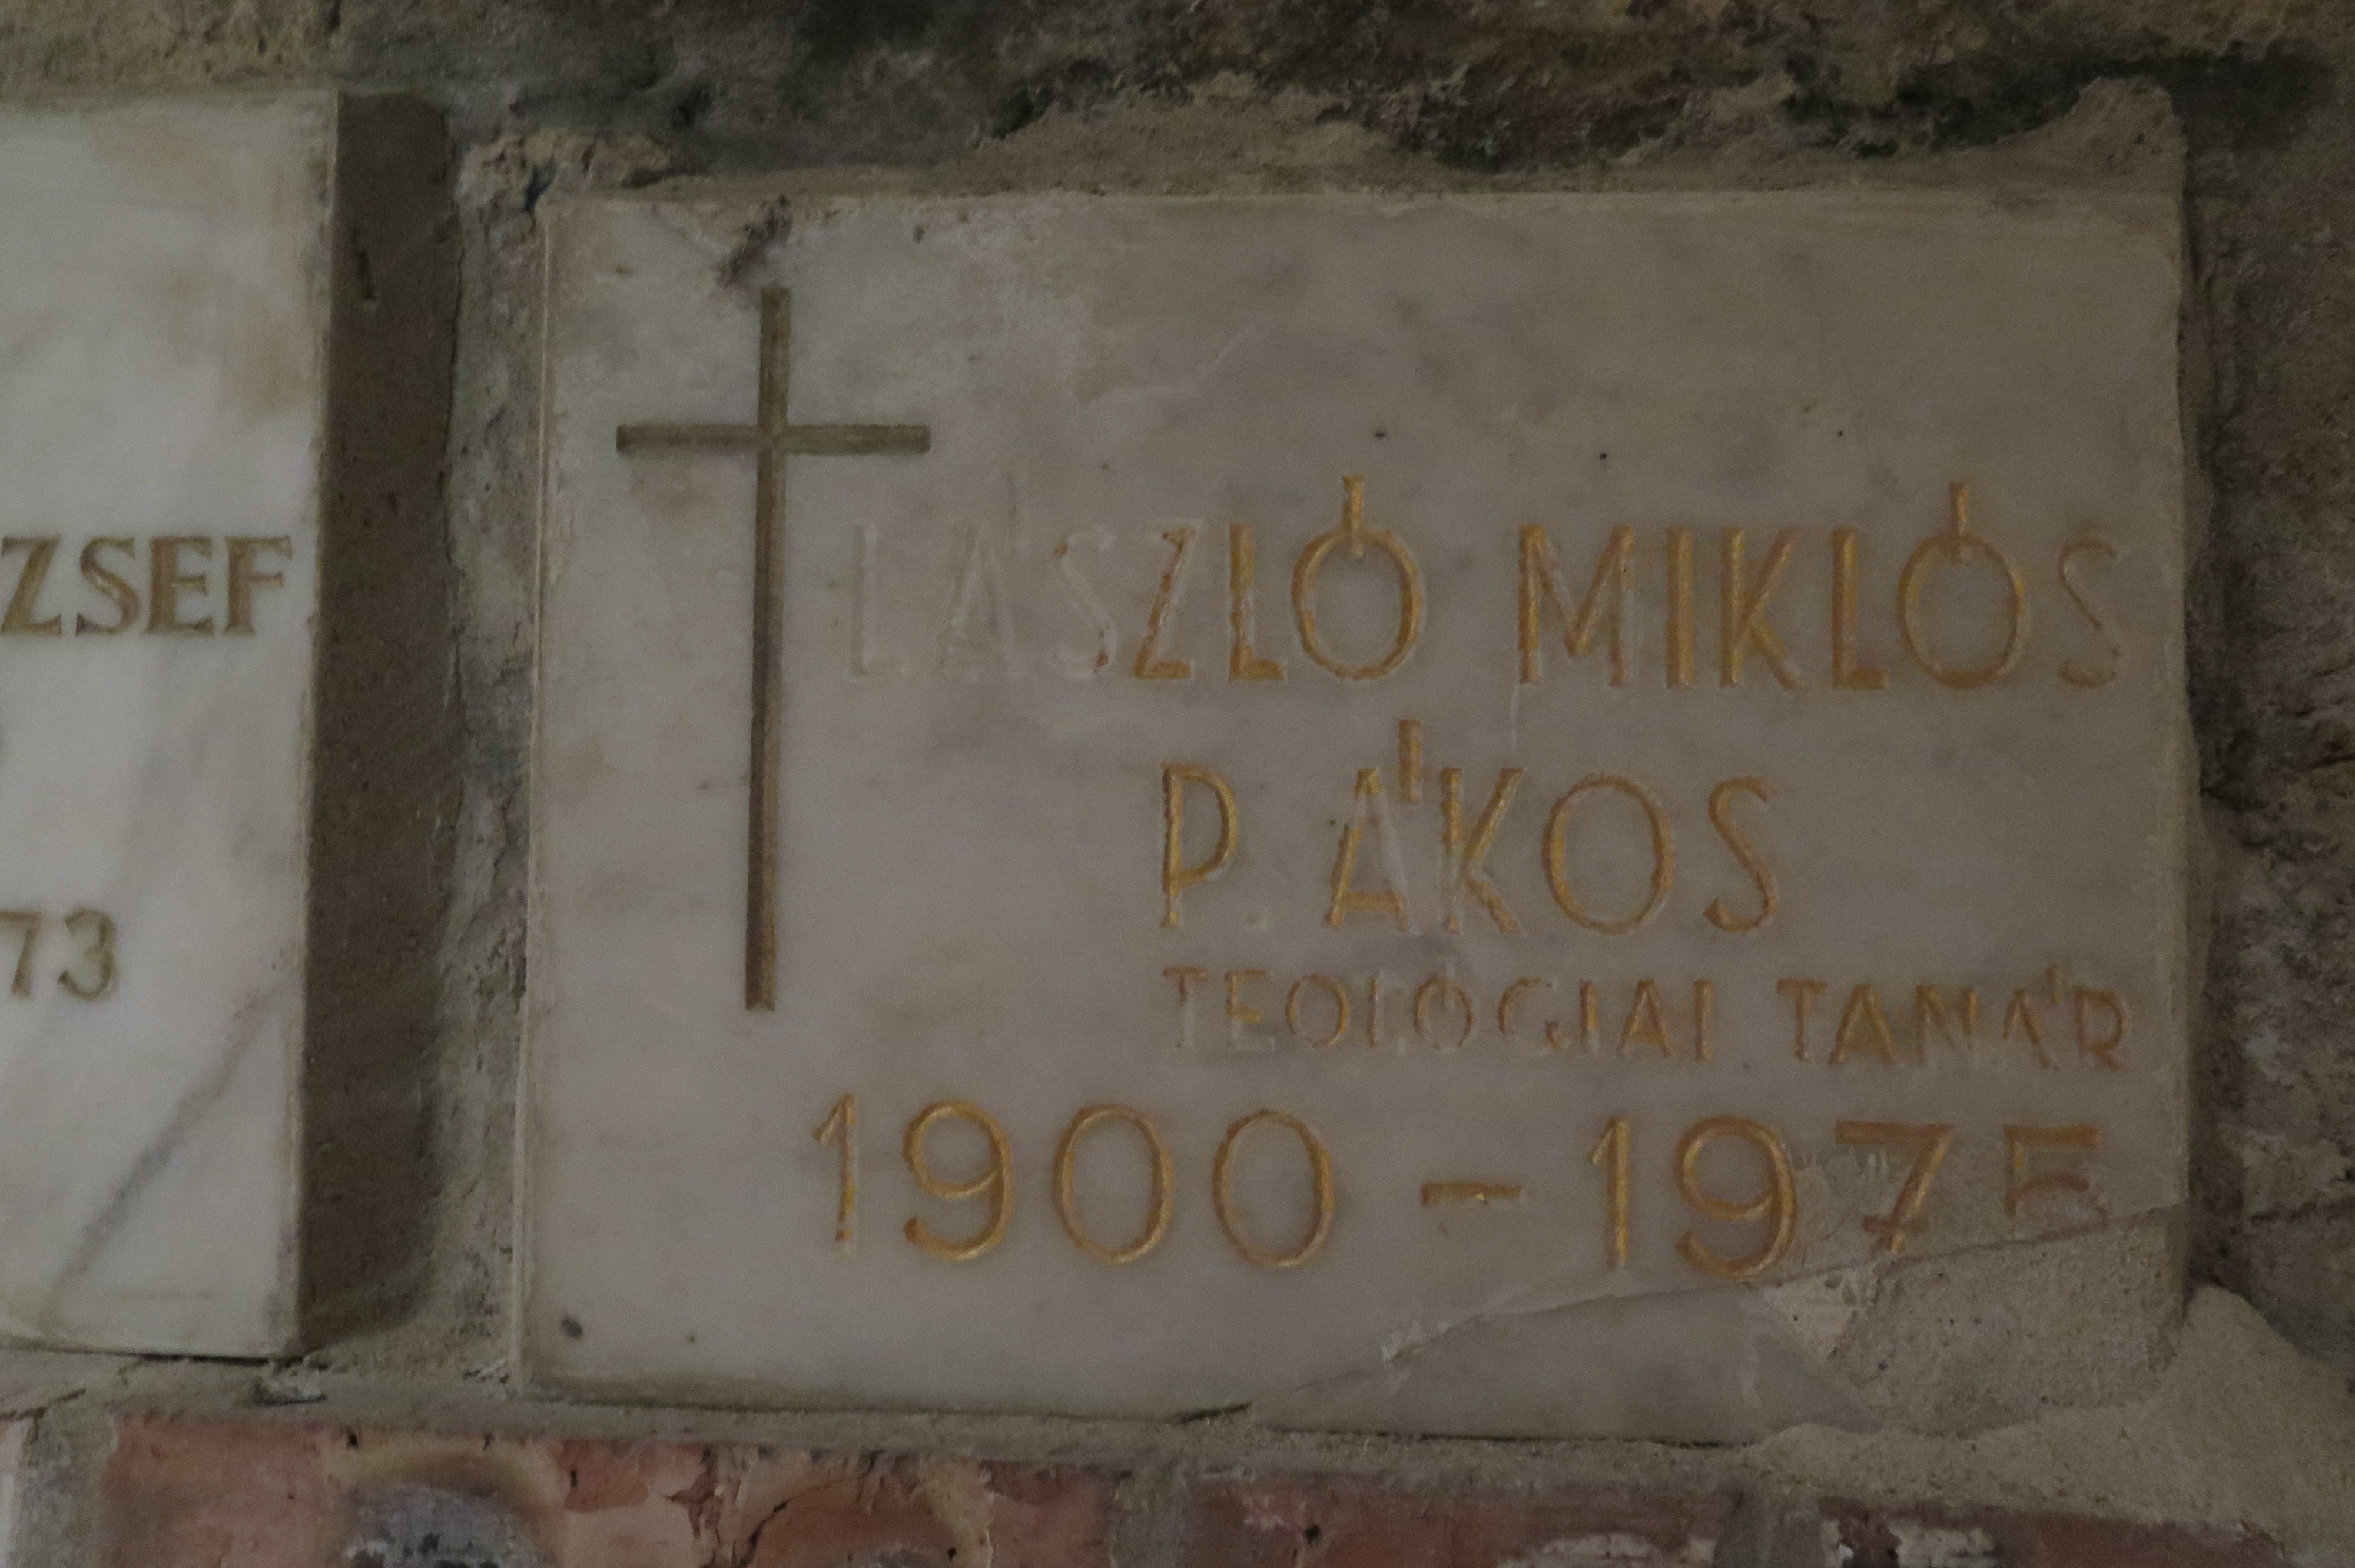 ZSEF
73
LÁSZLÓ MIKLÓS
P. ÁKOS
TEOLÓGIAI TANÁR
1900 - 1975